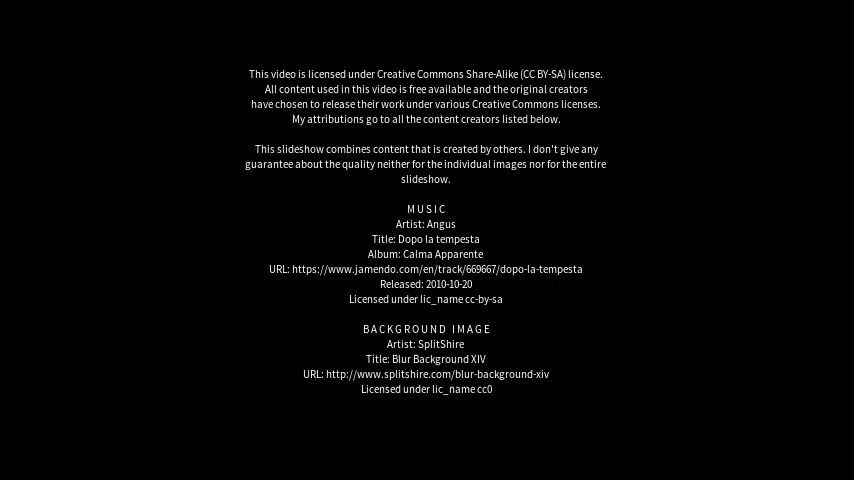 This video is licensed under Creative Commons Share-Alike (CC BY-SA) license.
All content used in this video is free available and the original creators
have chosen to release their work under various Creative Commons licenses.
My attributions go to all the content creators listed below.
This slideshow combines content that is created by others. I don't give any
guarantee about the quality neither for the individual images nor for the entire
slideshow.
MUSIC
Artist: Angus
Title: Dopo la tempesta
Album: Calma Apparente
URL: https://www.jamendo.com/en/track/669667/dopo-la-tempesta
Released: 2010-10-20
Licensed under lic_name cc-by-sa
BACKGROUND IMAGE
Artist: SplitShire
Title: Blur Background XIV
URL: http://www.splitshire.com/blur-background-xiv
Licensed under lic_name cc0